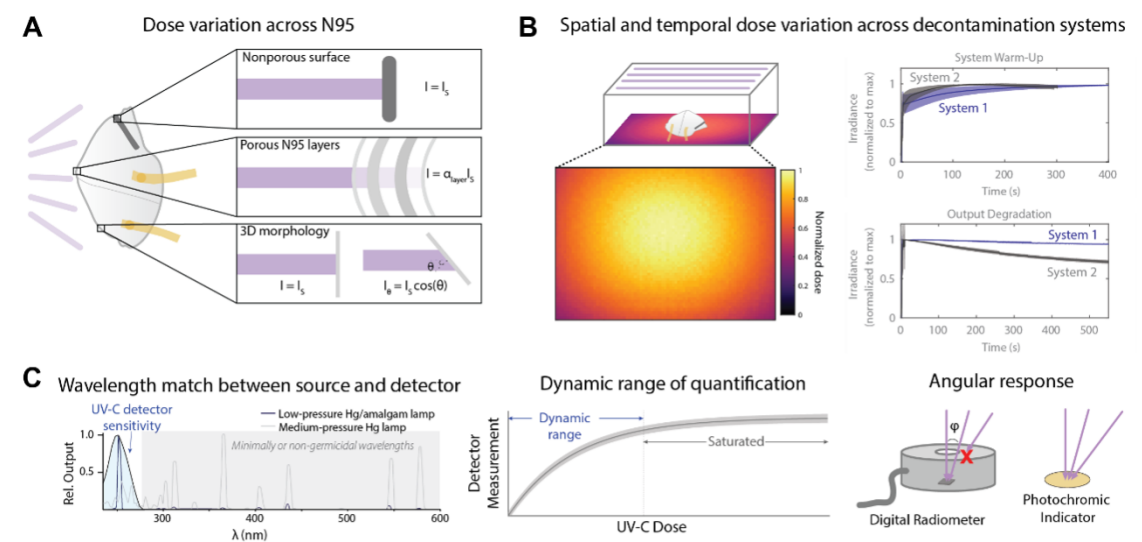 A
Dose variation across N95
Nonporous surface
I = Is
Porous N95 layers
I = αlayerIs
3D morphology
θ
I = Is
Iθ = Is cos(θ)
B
Spatial and temporal dose variation across decontamination systems
1
0.8
0.6
0.4
0.2
0
Normalized dose
System Warm-Up
System 2
System 1
Irradiance
(normalized to max)
1
0.5
0
0
100
200
300
400
Time (s)
Output Degradation
System 1
System 2
Irradiance
(normalized to max)
1
0
0
100
200
300
400
500
Time (s)
C
Wavelength match between source and detector
UV-C detector
sensitivity
Low-pressure Hg/amalgam lamp
Medium-pressure Hg lamp
Minimally or non-germicidal wavelengths
Rel. Output
1.0
0.5
300
400
500
600
λ (nm)
Dynamic range of quantification
Dynamic
range
Saturated
Detector
Measurement
UV-C Dose
Angular response
φ
X
Digital Radiometer
Photochromic
Indicator